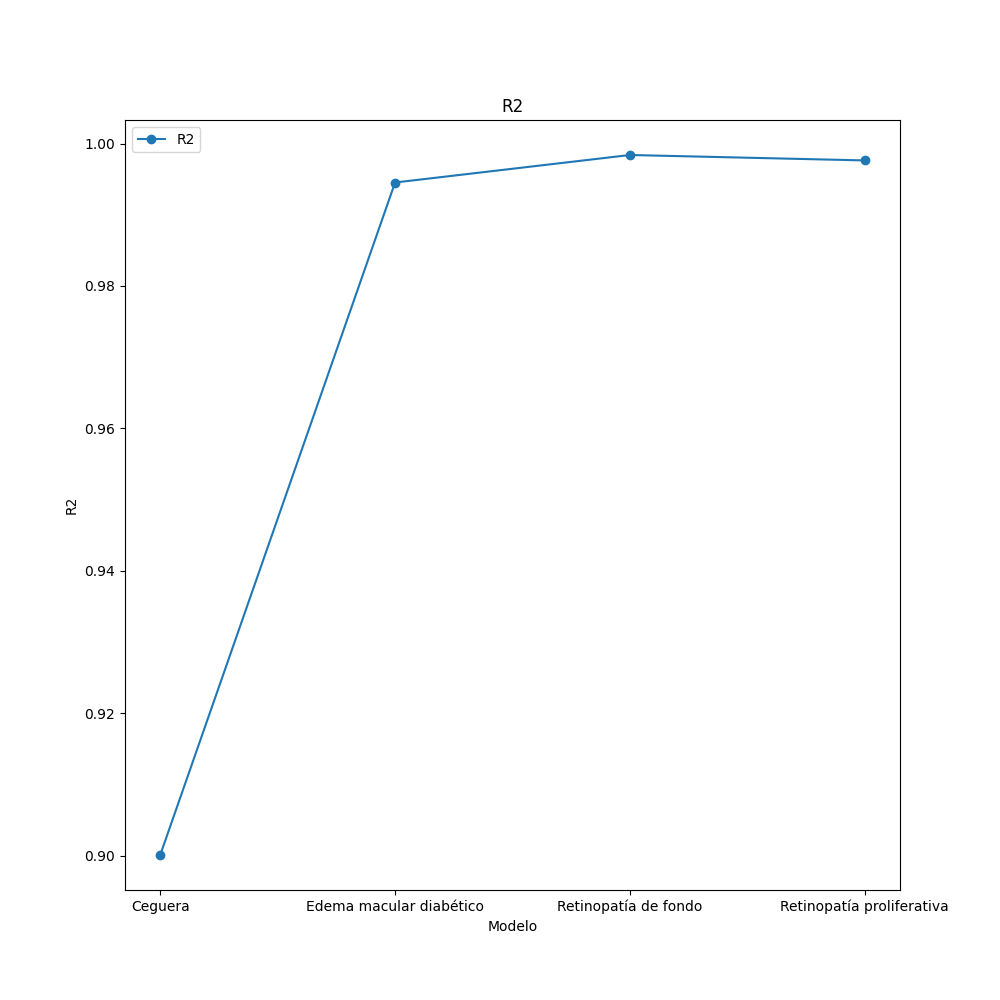 R2
R2
1.00
0.98
0.96
0.94
0.92
0.90
R2
Ceguera
Edema macular diabético
Retinopatía de fondo
Retinopatía proliferativa
Modelo